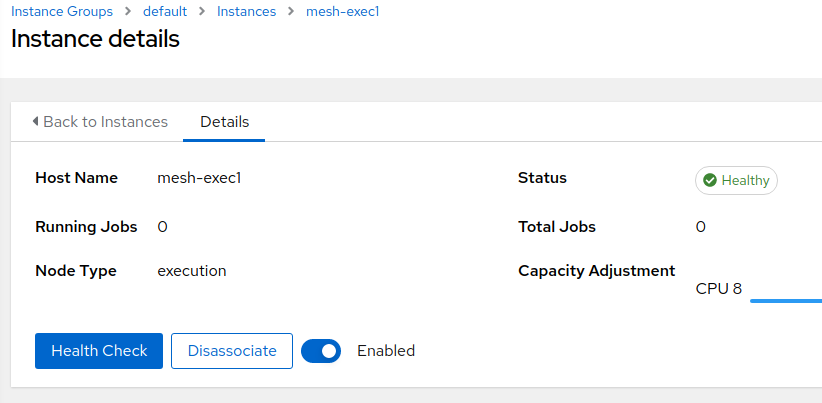 Instance Groups > default > Instances > mesh-exec1
Instance details
Back to Instances Details
Host Name mesh-exec1 Status Healthy
Running Jobs 0 Total Jobs 0
Node Type execution Capacity Adjustment
CPU 8
Health Check Disassociate Enabled